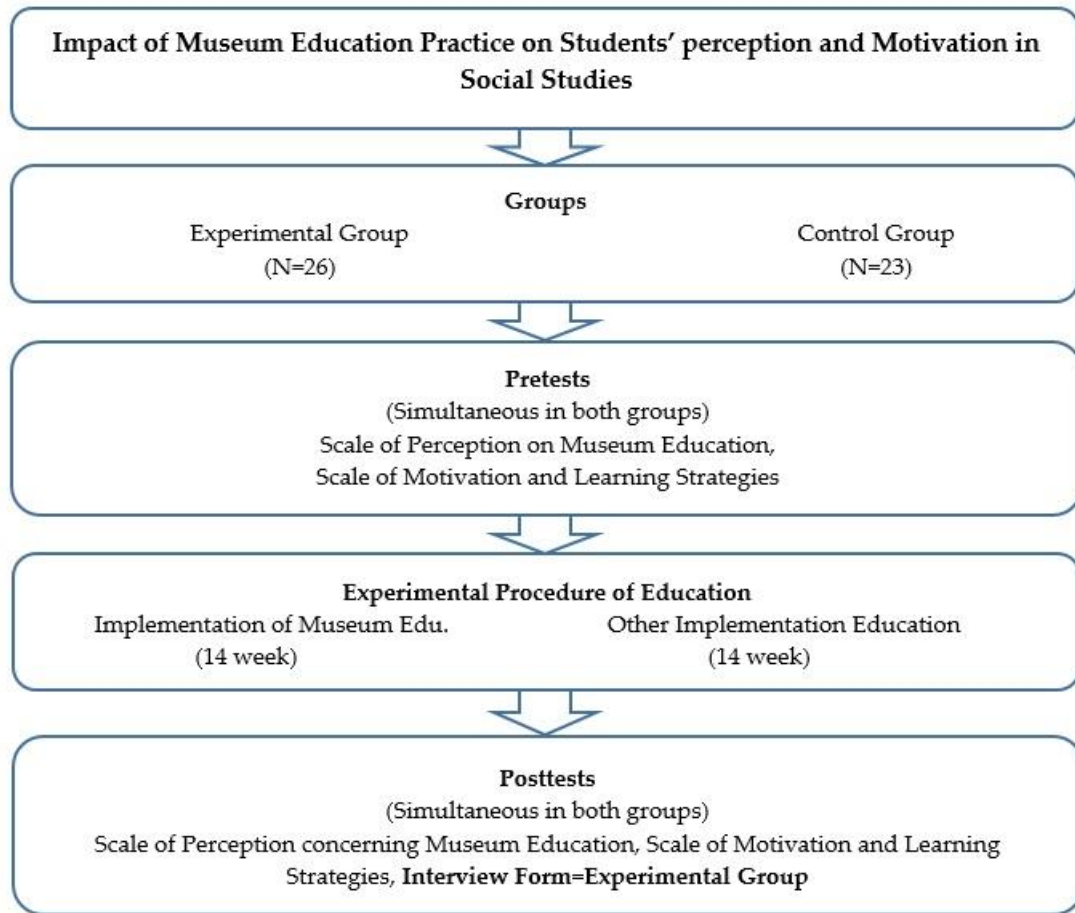 Impact of Museum Education Practice on Students’ perception and Motivation in
Social Studies
Groups
Experimental Group
(N=26)
Control Group
(N=23)
Pretests
(Simultaneous in both groups)
Scale of Perception on Museum Education,
Scale of Motivation and Learning Strategies
Experimental Procedure of Education
Implementation of Museum Edu.
(14 week)
Other Implementation Education
(14 week)
Posttests
(Simultaneous in both groups)
Scale of Perception concerning Museum Education, Scale of Motivation and Learning
Strategies, Interview Form=Experimental Group